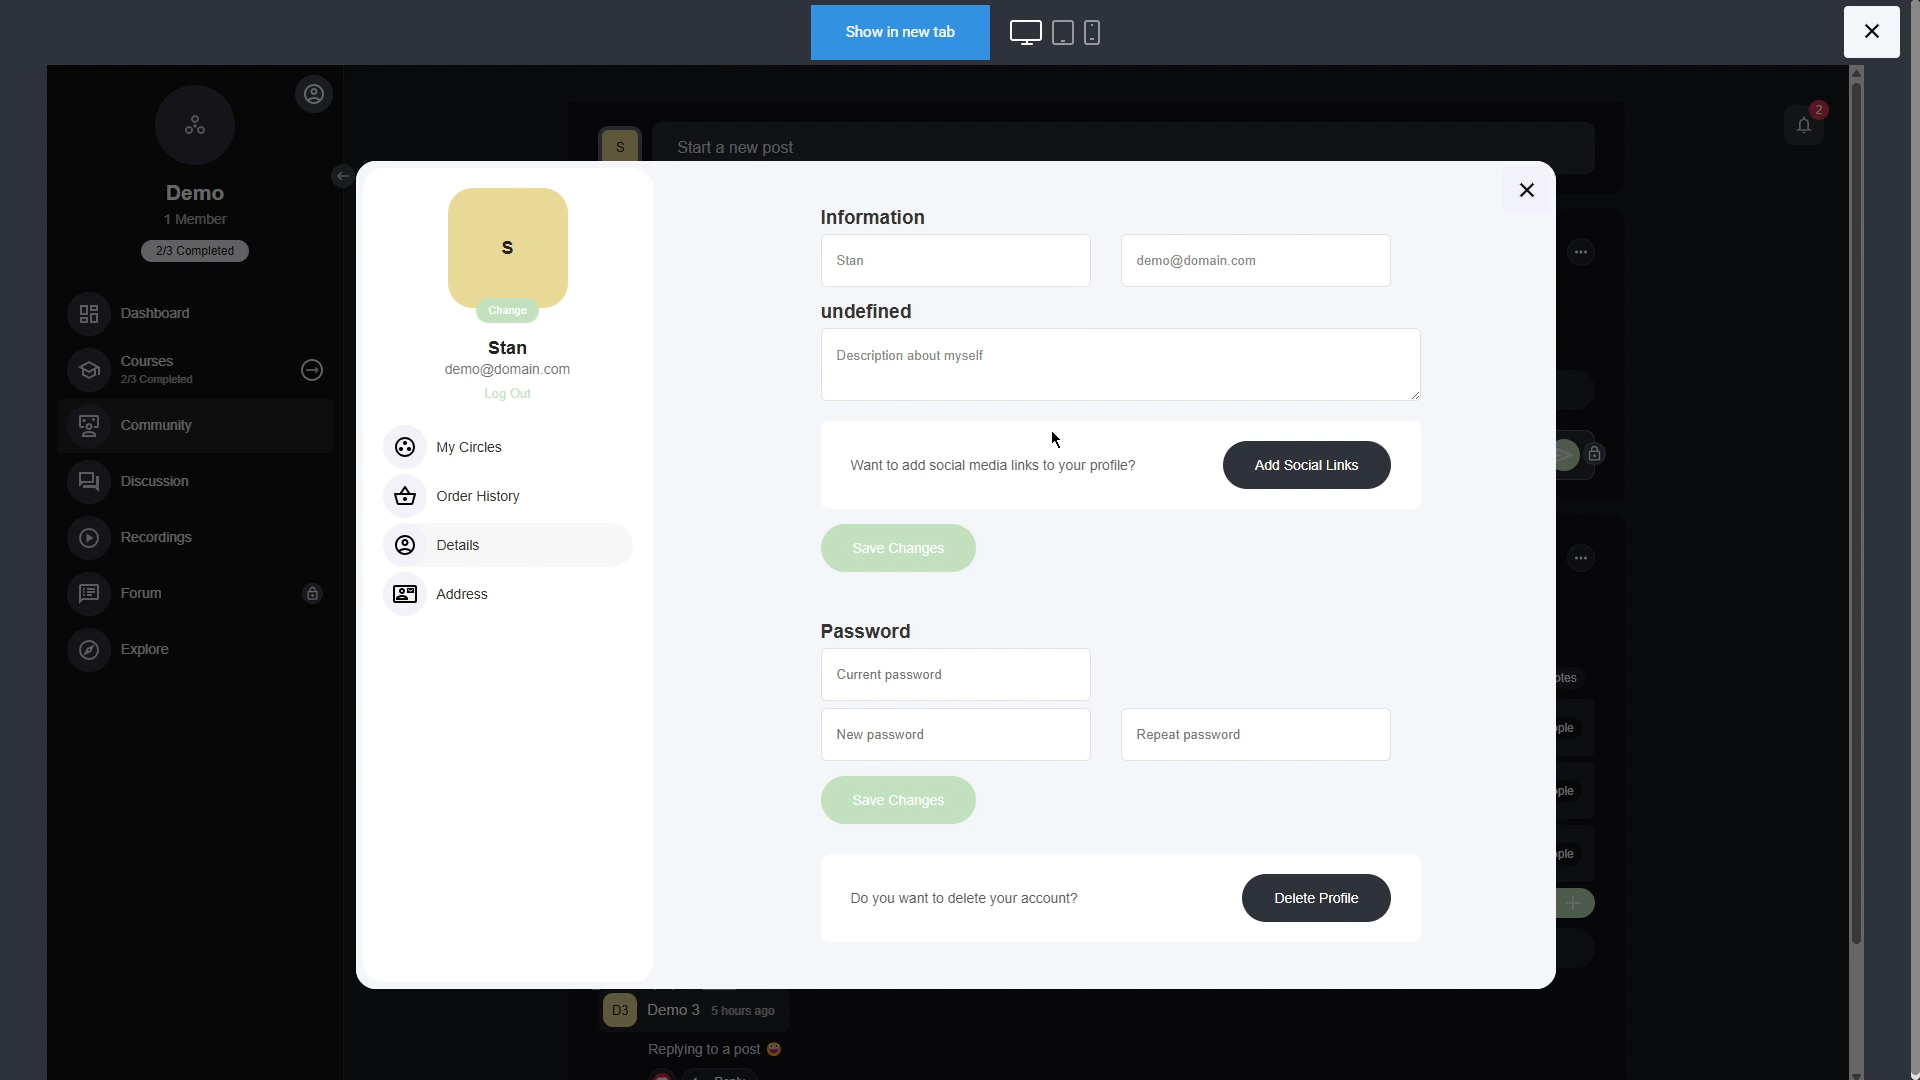 Show in new tab
Demo
1 Member
2/3 Completed
Dashboard
Courses
2/3 Completed
Community
Discussion
Recordings
Forum
Explore
S
Start a new post
2
S
Change
Stan
demo@domain.com
Log Out
My Circles
Order History
Details
Address
Information
Stan
demo@domain.com
undefined
Description about myself
Want to add social media links to your profile?
Add Social Links
Save Changes
Password
Current password
New password
Repeat password
Save Changes
Do you want to delete your account?
Delete Profile
D3
Demo 3
5 hours ago
Replying to a post